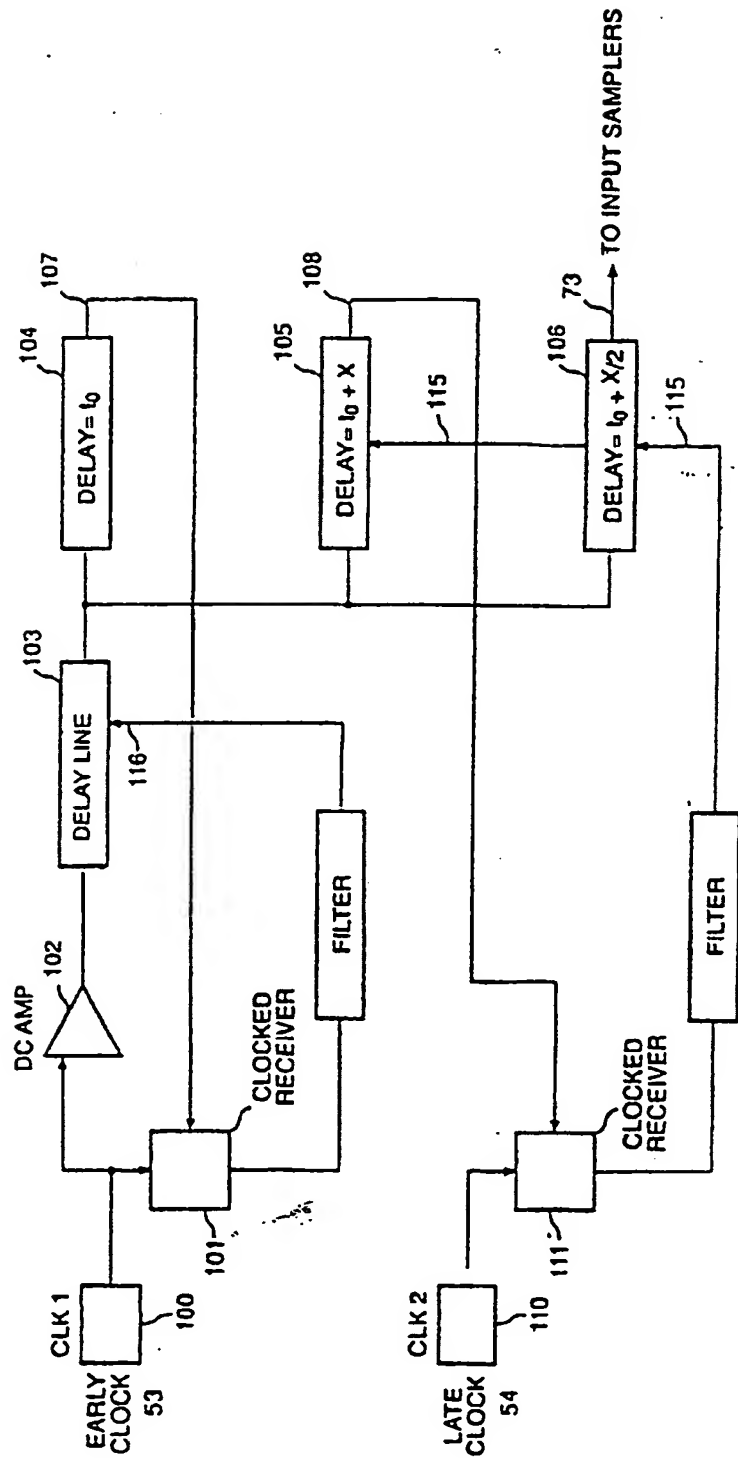 CLK 1
EARLY
CLOCK
53
100
101
DC AMP
102
CLOCKED
RECEIVER
FILTER
116
DELAY LINE
103
DELAY= t₀
104
107
CLK 2
LATE
CLOCK
54
110
111
CLOCKED
RECEIVER
FILTER
DELAY= t₀ + X
105
108
115
DELAY= t₀ + X/2
106
115
73
TO INPUT SAMPLERS